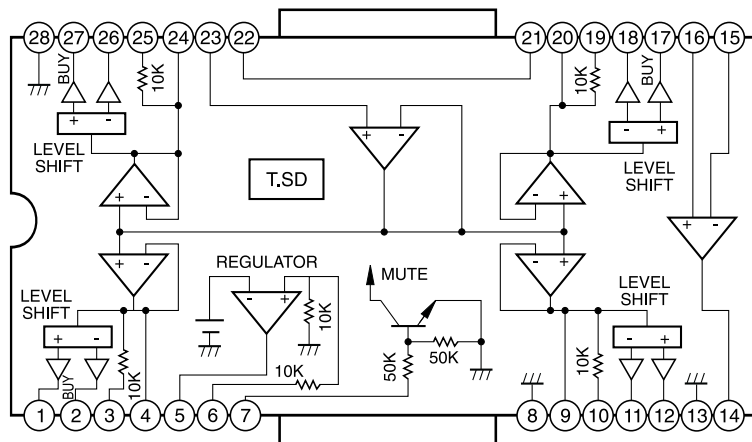 28 27 26 25 24 23 22 21 20 19 18 17 16 15
BUY 10K 10K BUY
+ - + - - +
LEVEL SHIFT
LEVEL SHIFT
T.SD
+ - - +
+ - - + + -
REGULATOR
MUTE
LEVEL SHIFT
LEVEL SHIFT
- +
+ - - +
10K
50K
BUY 10K 10K 50K 10K
1 2 3 4 5 6 7 8 9 10 11 12 13 14